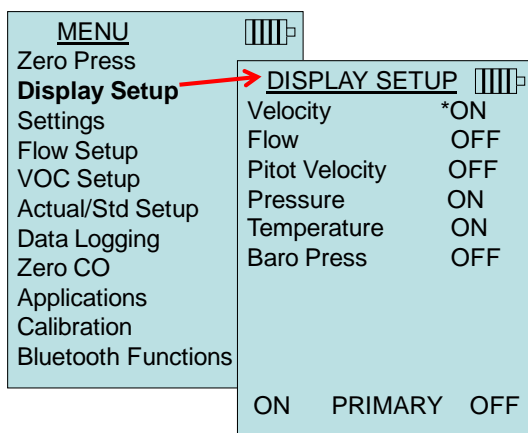 MENU
Zero Press
Display Setup
Settings
Flow Setup
VOC Setup
Actual/Std Setup
Data Logging
Zero CO
Applications
Calibration
Bluetooth Functions
DISPLAY SETUP
Velocity *ON
Flow OFF
Pitot Velocity OFF
Pressure ON
Temperature ON
Baro Press OFF
ON PRIMARY OFF